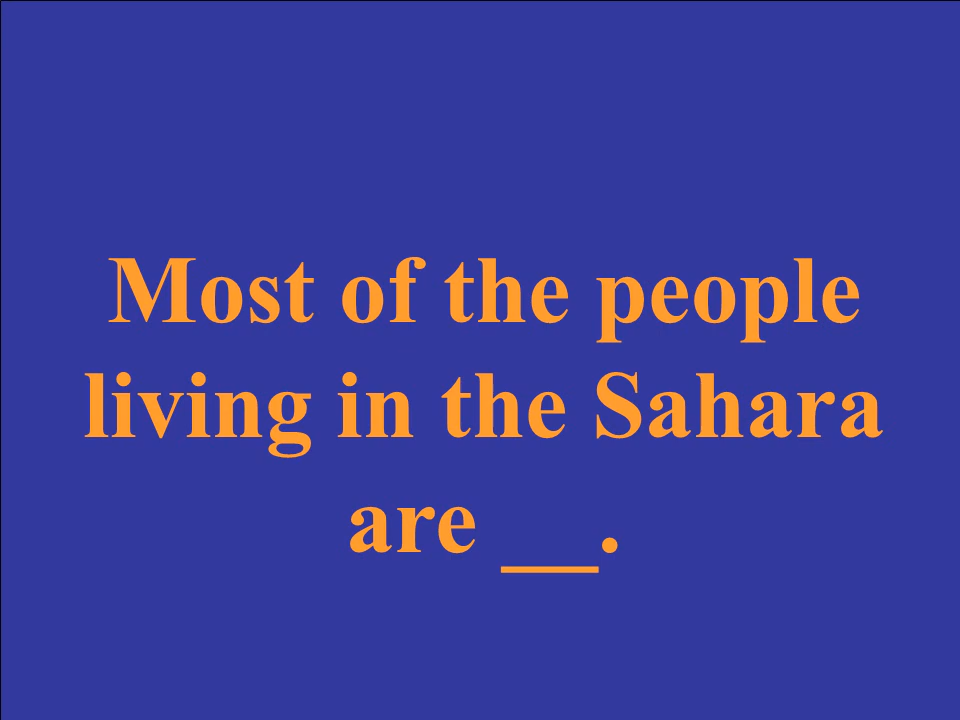 Most of the people
living in the Sahara
are __.